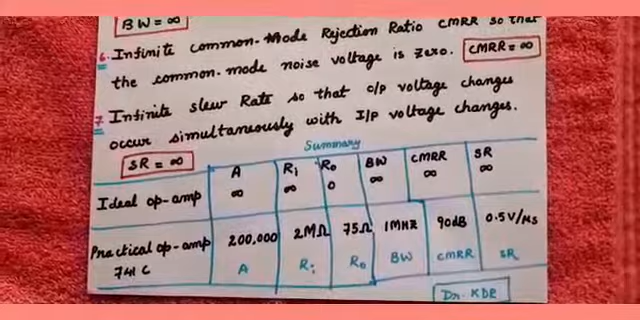 BW = ∞
6. Infinite common-Mode Rejection Ratio CMRR so that
the common-mode noise voltage is zero. CMRR = ∞
7. Infinite slew Rate so that o/p voltage changes
occur simultaneously with I/P voltage changes.
SR = ∞
Summary
A Ri Ro BW CMRR SR
Ideal op-amp ∞ ∞ 0 ∞ ∞ ∞
Practical op-amp 200,000 2MΩ 75Ω 1MHz 90dB 0.5V/μs
741 C A Ri Ro BW CMRR SR
Dr. KDR